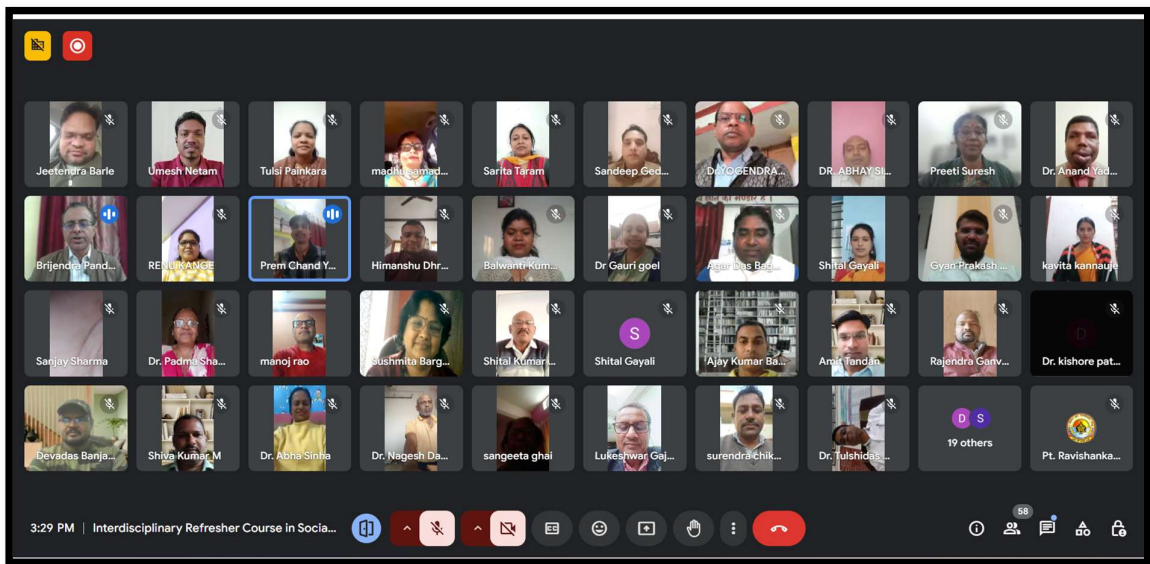 Jeetendra Barle
Umesh Netam
Tulsi Painkara
madhu samad...
Sarita Taram
Sandeep Ged...
Dr.YOGENDRA...
DR. ABHAY SI...
Preeti Suresh
Dr. Anand Yad...
Brijendra Pand...
RENU KANGE
Prem Chand Y...
Himanshu Dhr...
Balwanti Kum...
Dr Gauri goel
Agar Das Bag...
Shital Gayali
Gyan Prakash ...
kavita kannauje
Sanjay Sharma
Dr. Padma Sha...
manoj rao
Sushmita Barg...
Shital Kumar ...
S
Shital Gayali
Ajay Kumar Ba...
Amit Tandan
Rajendra Ganv...
D
Dr. kishore pat...
Devadas Banja...
Shiva Kumar M
Dr. Abha Sinha
Dr. Nagesh Da...
sangeeta ghai
Lukeshwar Gaj...
surendra chik...
Dr. Tulshidas ...
D S
19 others
Pt. Ravishanka...
3:29 PM | Interdisciplinary Refresher Course in Socia...
CC
58